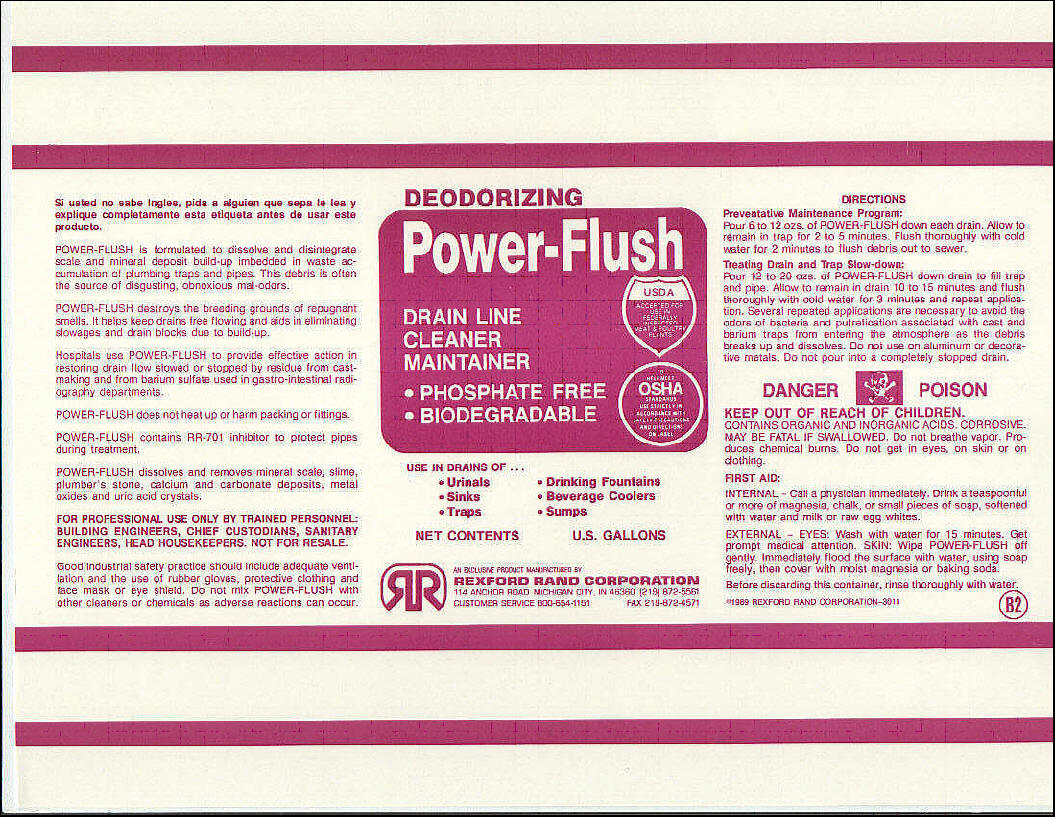 Si usted no sabe Ingles, pida a alguien que sepa le lea y
explique completamente esta etiqueta antes de usar este
producto.
POWER-FLUSH is formulated to dissolve and disintegrate
scale and mineral deposit build-up imbedded in waste ac-
cumulation of plumbing traps and pipes. This debris is often
the source of disgusting, obnoxious mal-odors.
POWER-FLUSH destroys the breeding grounds of repugnant
smells. It helps keep drains free flowing and aids in eliminating
slowages and drain blocks due to build-up.
Hospitals use POWER-FLUSH to provide effective action in
restoring drain flow slowed or stopped by residue from cast-
making and from barium sulfate used in gastro-intestinal radi-
ography departments.
POWER-FLUSH does not heat up or harm packing or fittings.
POWER-FLUSH contains RR-701 inhibitor to protect pipes
during treatment.
POWER-FLUSH dissolves and removes mineral scale, slime,
plumber's stone, calcium and carbonate deposits, metal
oxides and uric acid crystals.
FOR PROFESSIONAL USE ONLY BY TRAINED PERSONNEL:
BUILDING ENGINEERS, CHIEF CUSTODIANS, SANITARY
ENGINEERS, HEAD HOUSEKEEPERS. NOT FOR RESALE.
Good industrial safety practice should include adequate venti-
lation and the use of rubber gloves, protective clothing and
face mask or eye shield. Do not mix POWER-FLUSH with
other cleaners or chemicals as adverse reactions can occur.
DEODORIZING
Power-Flush
DRAIN LINE
CLEANER
MAINTAINER
• PHOSPHATE FREE
• BIODEGRADABLE
USDA
ACCEPTED FOR
USE IN
FEDERALLY
INSPECTED
MEAT & POULTRY
PLANTS
OSHA
STANDARDS
USE STRICTLY IN
ACCORDANCE WITH
SAFETY PRECAUTIONS
AND DIRECTIONS
ON LABEL
USE IN DRAINS OF ...
• Urinals
• Sinks
• Traps
• Drinking Fountains
• Beverage Coolers
• Sumps
NET CONTENTS U.S. GALLONS
RR
AN EXCLUSIVE PRODUCT MANUFACTURED BY
REXFORD RAND CORPORATION
114 ANCHOR ROAD MICHIGAN CITY, IN 46360 (219) 872-5561
CUSTOMER SERVICE 800-654-1151 FAX 219-872-4571
DIRECTIONS
Preventative Maintenance Program:
Pour 6 to 12 ozs. of POWER-FLUSH down each drain. Allow to
remain in trap for 2 to 5 minutes. Flush thoroughly with cold
water for 2 minutes to flush debris out to sewer.
Treating Drain and Trap Slow-down:
Pour 12 to 20 ozs. of POWER-FLUSH down drain to fill trap
and pipe. Allow to remain in drain 10 to 15 minutes and flush
thoroughly with cold water for 3 minutes and repeat applica-
tion. Several repeated applications are necessary to avoid the
odors of bacteria and putrefication associated with cast and
barium traps from entering the atmosphere as the debris
breaks up and dissolves. Do not use on aluminum or decora-
tive metals. Do not pour into a completely stopped drain.
DANGER POISON
KEEP OUT OF REACH OF CHILDREN.
CONTAINS ORGANIC AND INORGANIC ACIDS. CORROSIVE.
MAY BE FATAL IF SWALLOWED. Do not breathe vapor. Pro-
duces chemical burns. Do not get in eyes, on skin or on
clothing.
FIRST AID:
INTERNAL – Call a physician immediately. Drink a teaspoonful
or more of magnesia, chalk, or small pieces of soap, softened
with water and milk or raw egg whites.
EXTERNAL – EYES: Wash with water for 15 minutes. Get
prompt medical attention. SKIN: Wipe POWER-FLUSH off
gently. Immediately flood the surface with water, using soap
freely, then cover with moist magnesia or baking soda.
Before discarding this container, rinse thoroughly with water.
©1989 REXFORD RAND CORPORATION–3011
B2